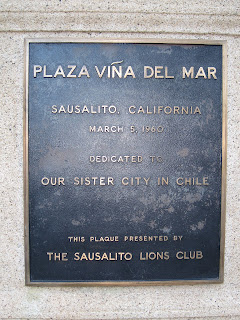 PLAZA VIÑA DEL MAR
SAUSALITO, CALIFORNIA
MARCH 5, 1960
DEDICATED TO
OUR SISTER CITY IN CHILE
THIS PLAQUE PRESENTED BY
THE SAUSALITO LIONS CLUB